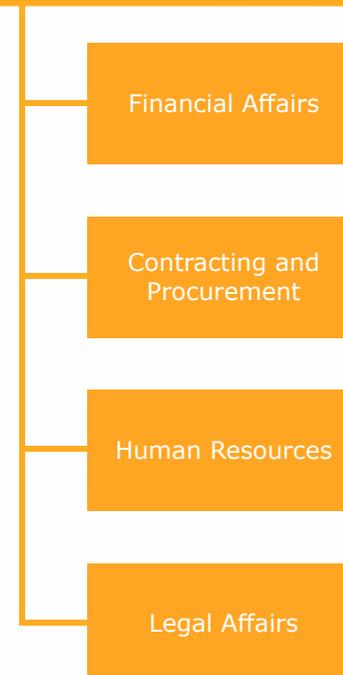 Financial Affairs
Contracting and
Procurement
Human Resources
Legal Affairs